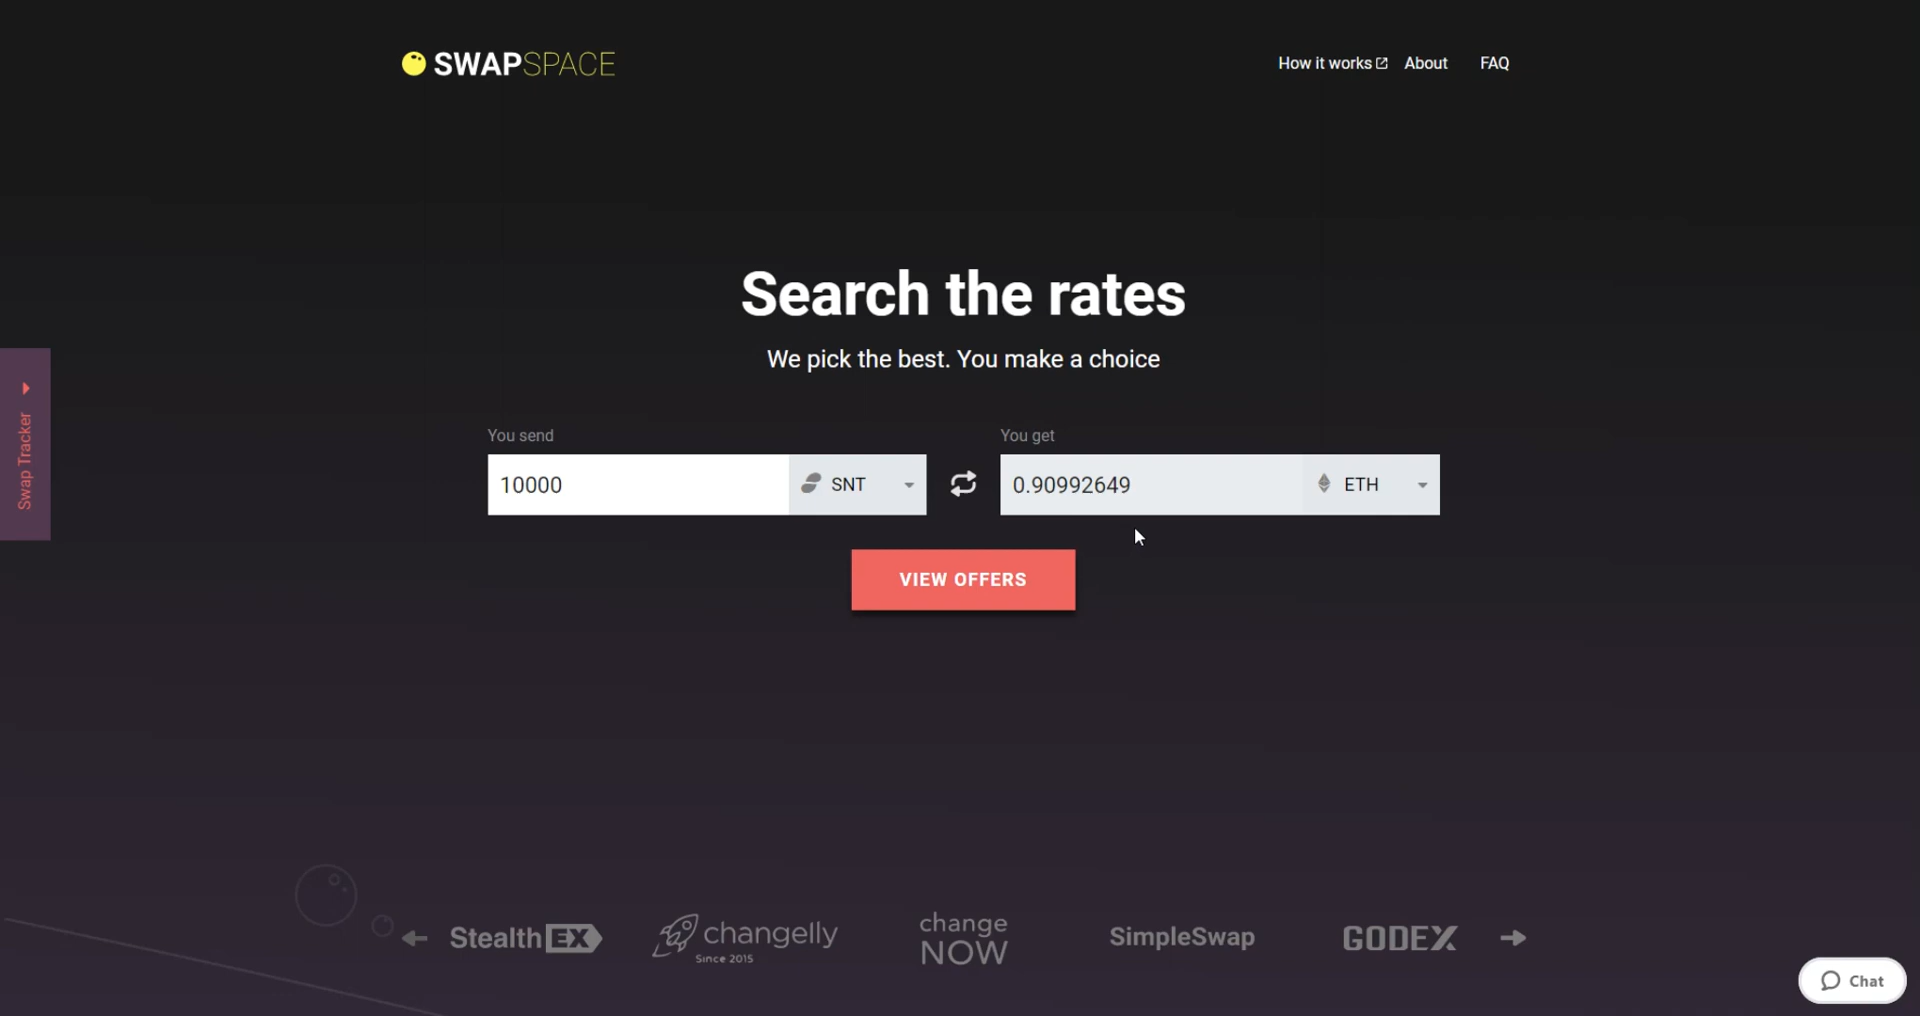 SWAPSPACE
How it works
About
FAQ
Search the rates
We pick the best. You make a choice
You send
You get
10000
SNT
0.90992649
ETH
VIEW OFFERS
Swap Tracker
StealthEX
changelly
Since 2015
change
NOW
SimpleSwap
GODEX
Chat